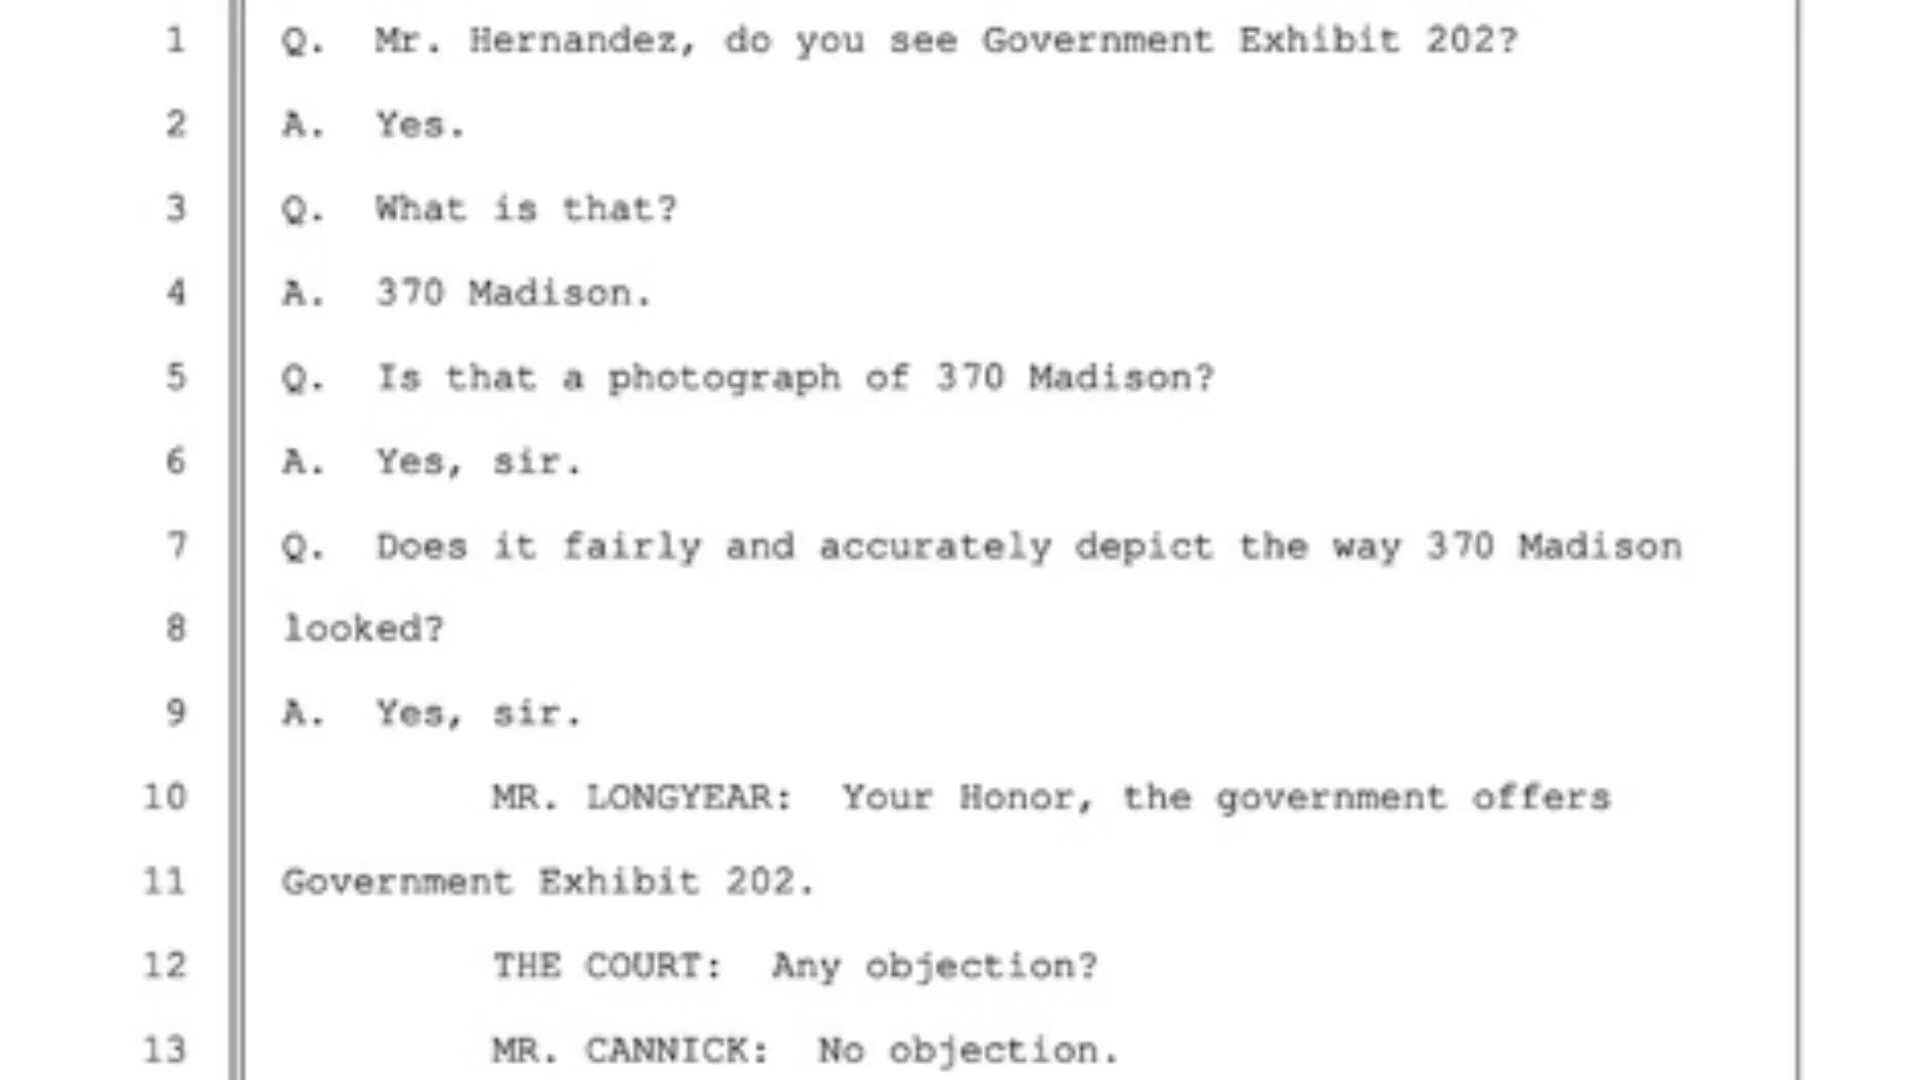 1 Q. Mr. Hernandez, do you see Government Exhibit 202?
2 A. Yes.
3 Q. What is that?
4 A. 370 Madison.
5 Q. Is that a photograph of 370 Madison?
6 A. Yes, sir.
7 Q. Does it fairly and accurately depict the way 370 Madison
8 looked?
9 A. Yes, sir.
10 MR. LONGYEAR: Your Honor, the government offers
11 Government Exhibit 202.
12 THE COURT: Any objection?
13 MR. CANNICK: No objection.